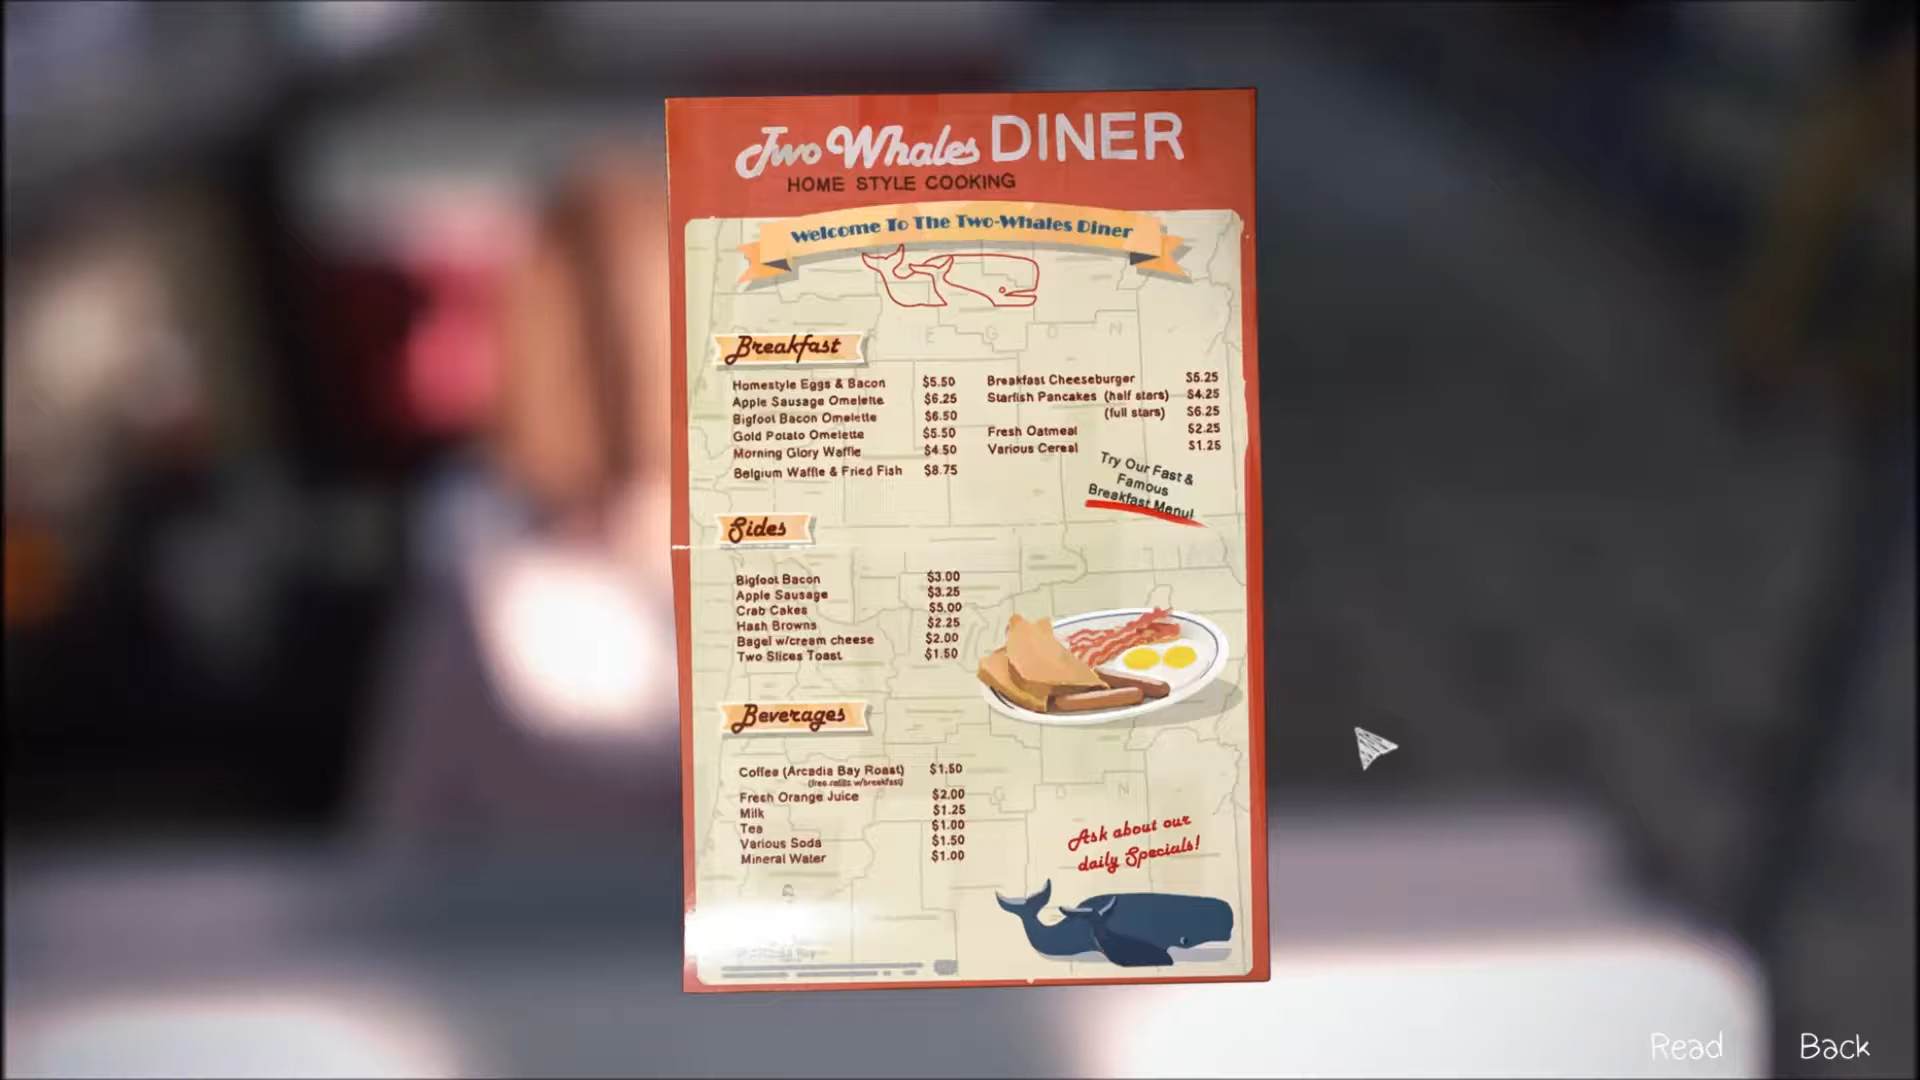 Two Whales DINER
HOME STYLE COOKING
Welcome To The Two-Whales Diner
Breakfast
Homestyle Eggs & Bacon $5.50
Apple Sausage Omelette $6.25
Bigfoot Bacon Omelette $6.50
Gold Potato Omelette $5.50
Morning Glory Waffle $4.50
Belgium Waffle & Fried Fish $8.75
Breakfast Cheeseburger $5.25
Starfish Pancakes (half stars) $4.25
(full stars) $6.25
Fresh Oatmeal $2.25
Various Cereal $1.25
Try Our Fast &
Famous
Breakfast Menu!
Sides
Bigfoot Bacon $3.00
Apple Sausage $3.25
Crab Cakes $5.00
Hash Browns $2.25
Bagel w/cream cheese $2.00
Two Slices Toast $1.50
Beverages
Coffee (Arcadia Bay Roast) $1.50
(free refills w/breakfast)
Fresh Orange Juice $2.00
Milk $1.25
Tea $1.00
Various Soda $1.50
Mineral Water $1.00
Ask about our
daily Specials!
Read Back